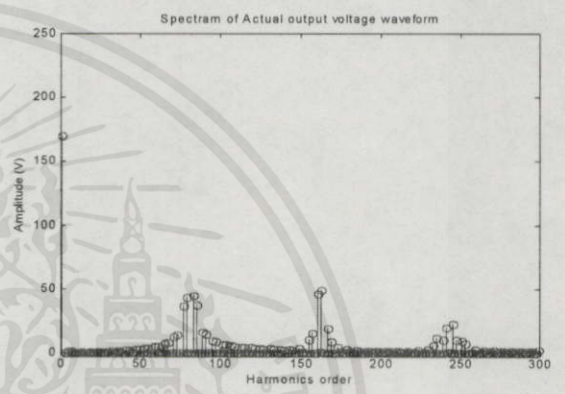 Spectram of Actual output voltage waveform
250
200
150
100
50
0
Amplitude (V)
0 50 100 150 200 250 300
Harmonics order